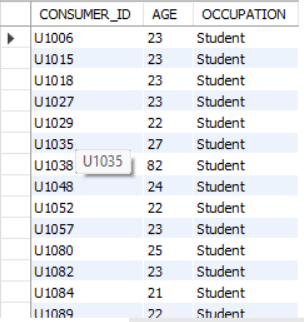 CONSUMER_ID AGE OCCUPATION
U1006 23 Student
U1015 23 Student
U1018 23 Student
U1027 23 Student
U1029 22 Student
U1035 27 Student
U1038 82 Student
U1035
U1048 24 Student
U1052 22 Student
U1057 23 Student
U1080 25 Student
U1082 23 Student
U1084 21 Student
U1089 22 Student